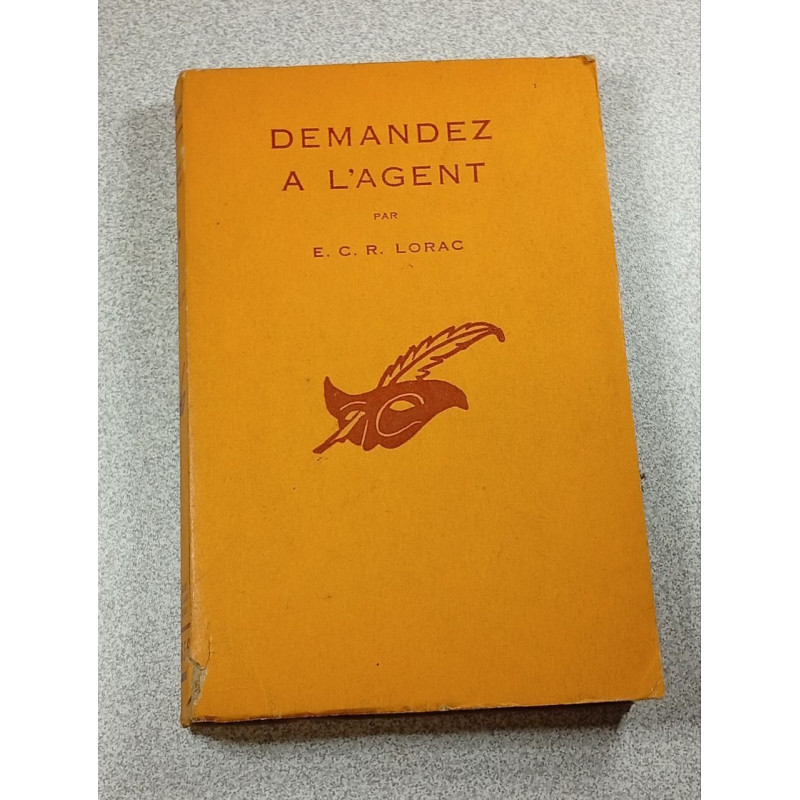 DEMANDEZ
A L'AGENT
PAR
E. C. R. LORAC